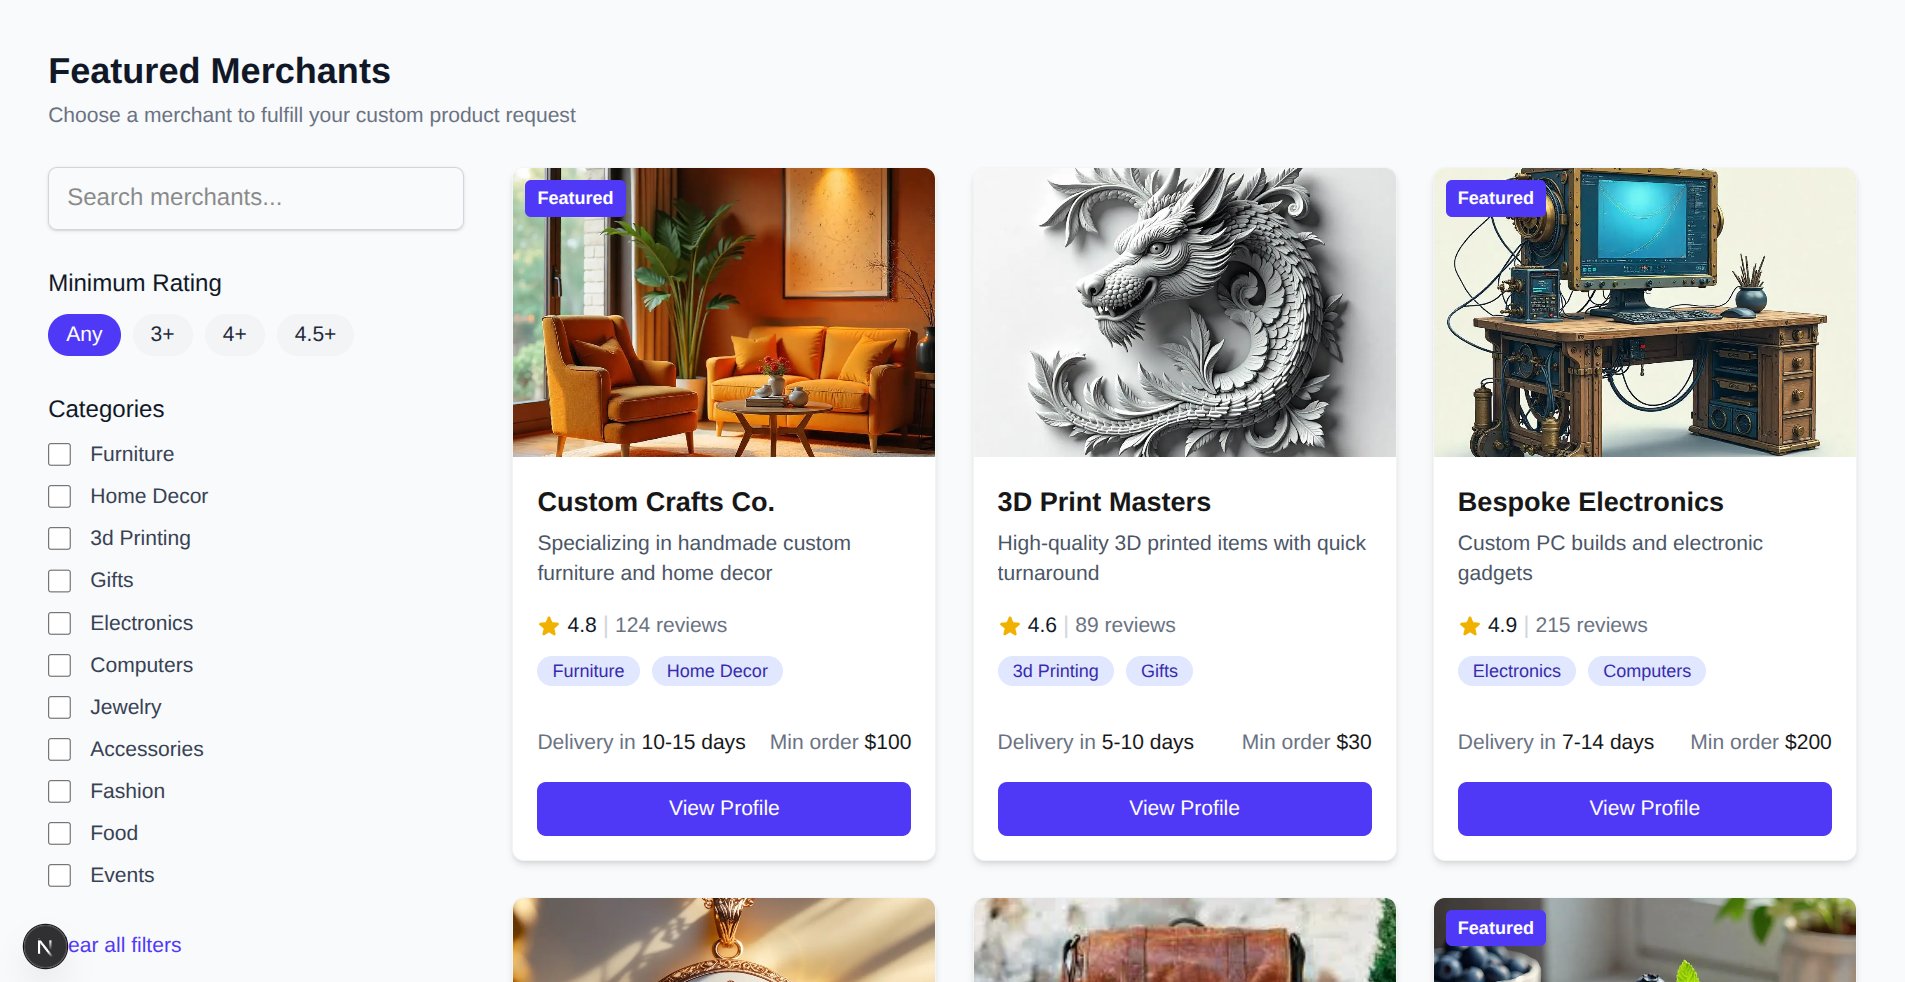 Featured Merchants
Choose a merchant to fulfill your custom product request
Search merchants...
Minimum Rating
Any
3+
4+
4.5+
Categories
Furniture
Home Decor
3d Printing
Gifts
Electronics
Computers
Jewelry
Accessories
Fashion
Food
Events
N
ear all filters
Featured
Custom Crafts Co.
Specializing in handmade custom
furniture and home decor
4.8 | 124 reviews
Furniture
Home Decor
Delivery in 10-15 days
Min order $100
View Profile
3D Print Masters
High-quality 3D printed items with quick
turnaround
4.6 | 89 reviews
3d Printing
Gifts
Delivery in 5-10 days
Min order $30
View Profile
Featured
Bespoke Electronics
Custom PC builds and electronic
gadgets
4.9 | 215 reviews
Electronics
Computers
Delivery in 7-14 days
Min order $200
View Profile
Featured